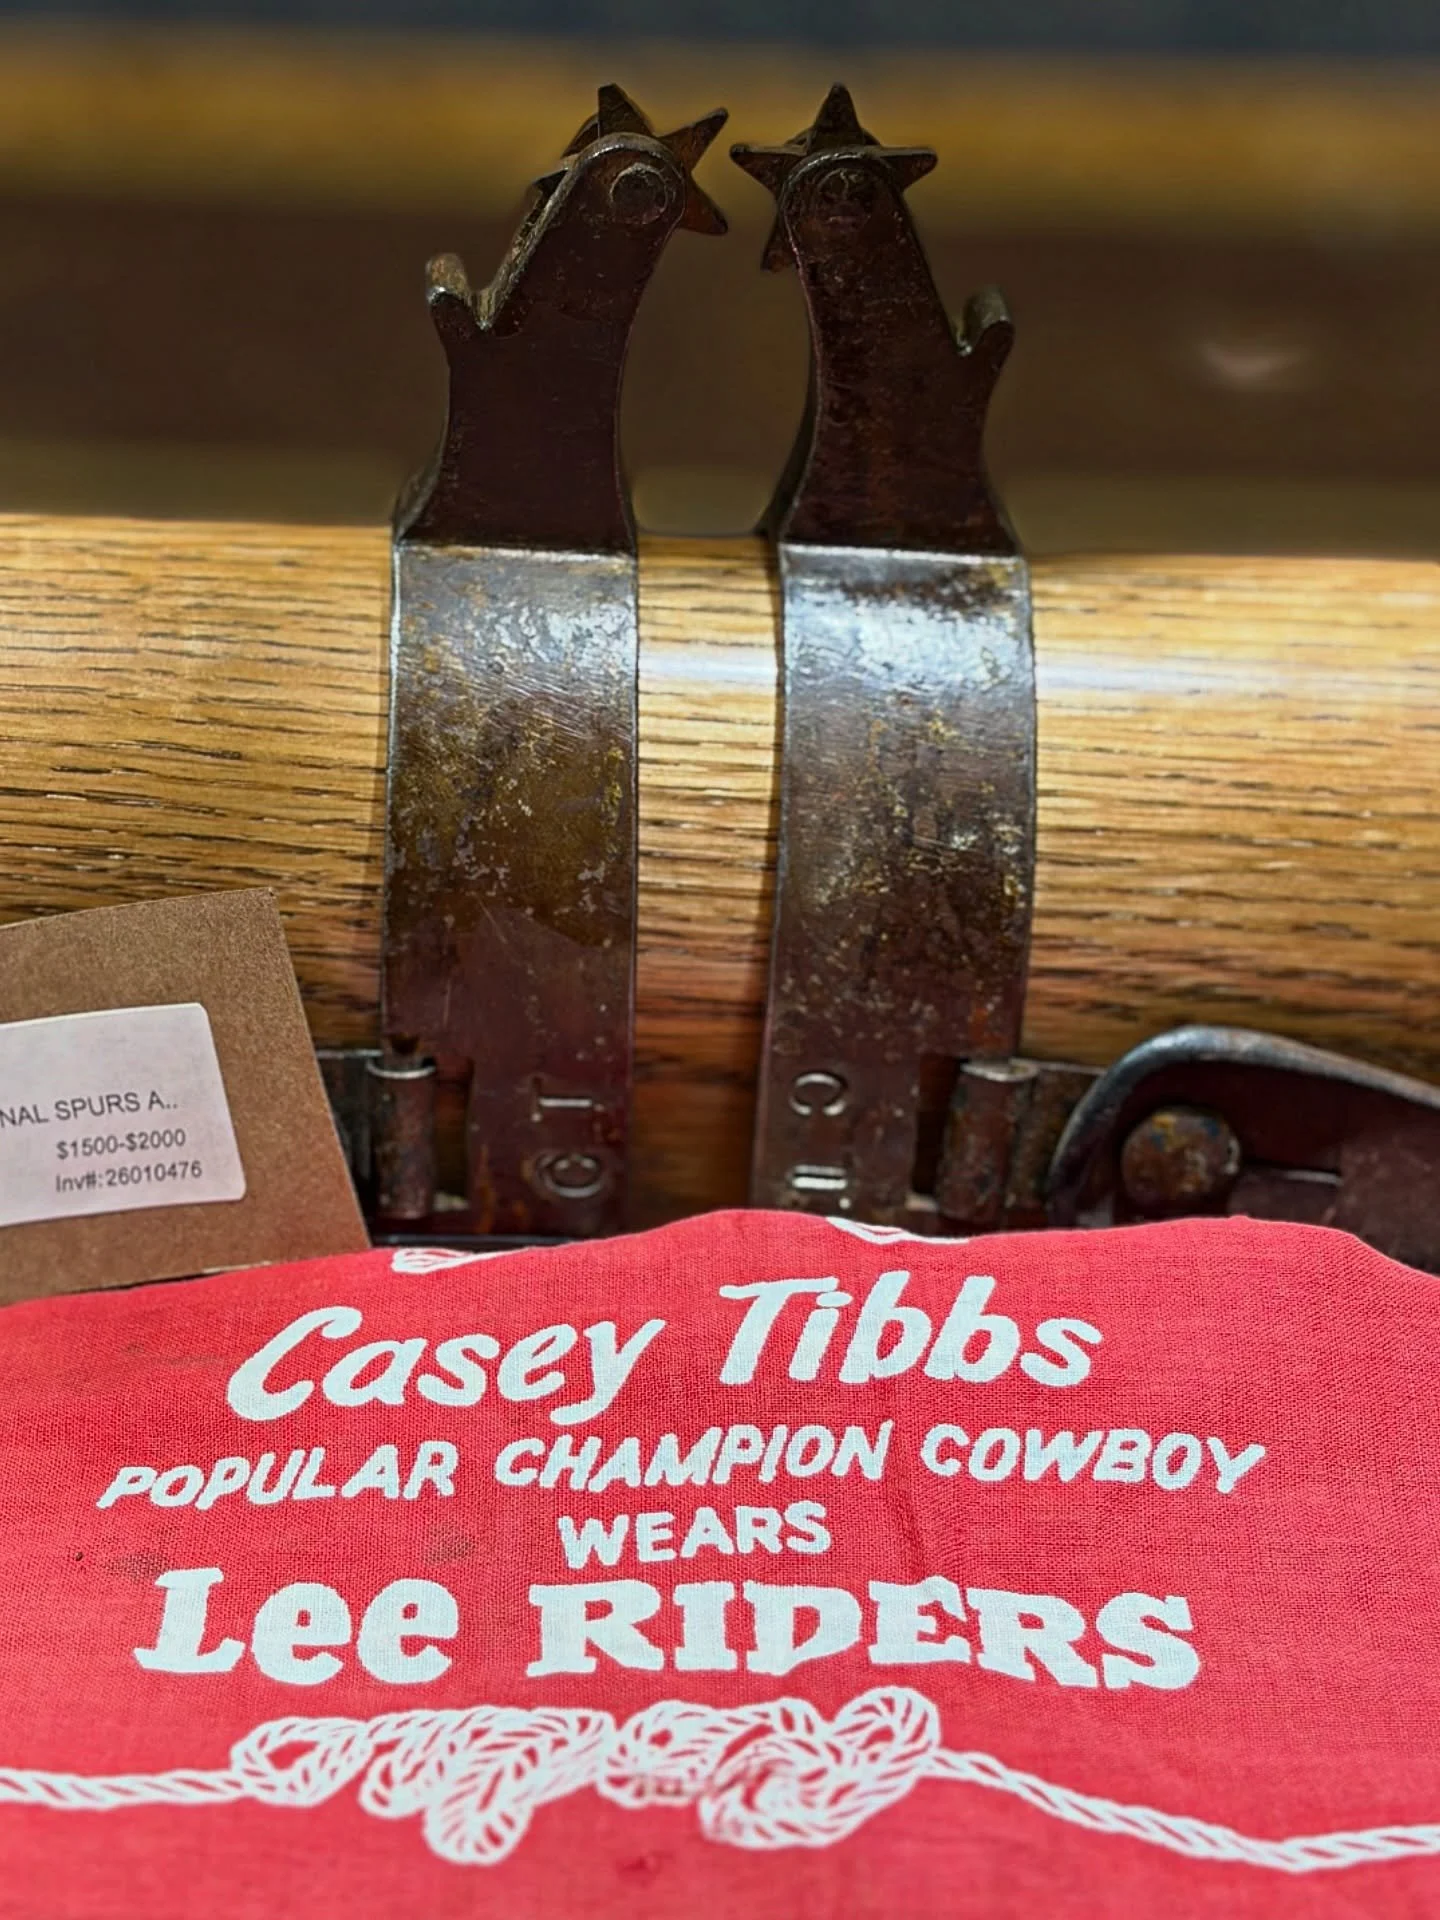 NAL SPURS A..
$1500-$2000
Inv#:26010476
C T
Casey Tibbs
POPULAR CHAMPION COWBOY
WEARS
Lee RIDERS